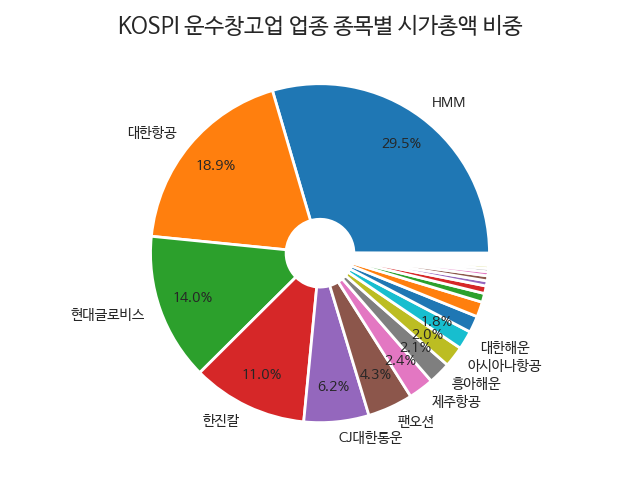 KOSPI 운수창고업 업종 종목별 시가총액 비중
HMM
29.5%
대한항공
18.9%
현대글로비스
14.0%
한진칼
11.0%
CJ대한통운
6.2%
팬오션
4.3%
제주항공
2.4%
흥아해운
2.1%
아시아나항공
2.0%
대한해운
1.8%